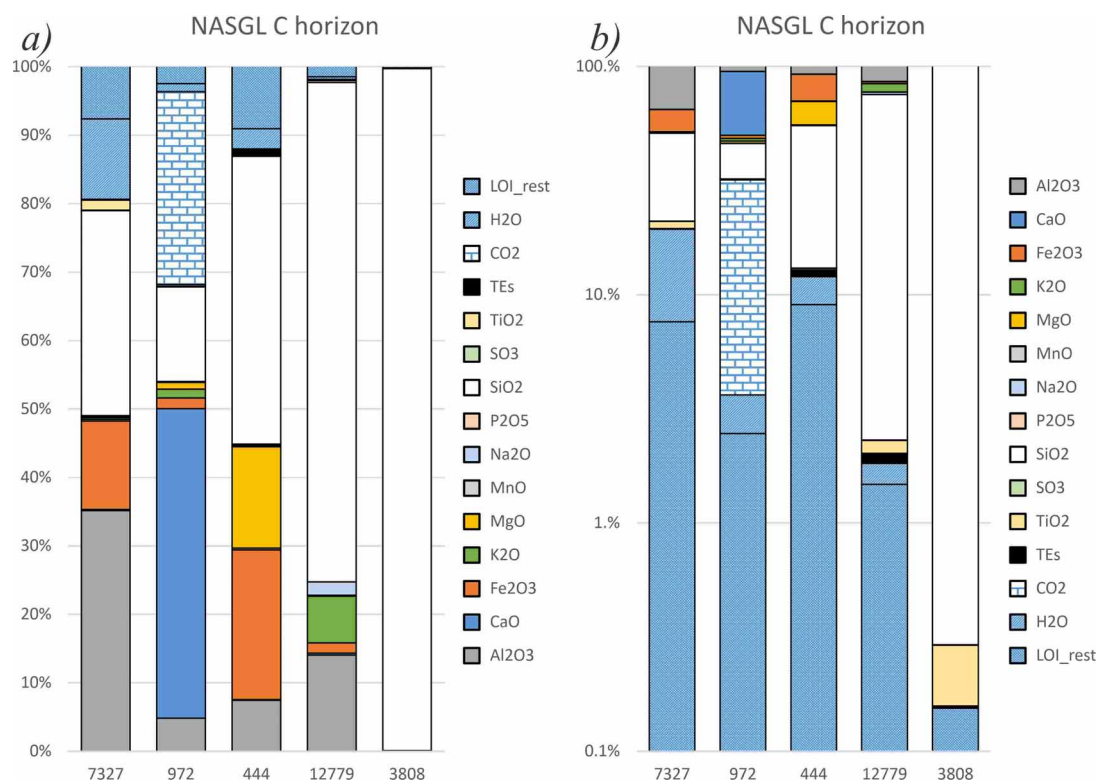 a)
NASGL C horizon
100%
90%
80%
70%
60%
50%
40%
30%
20%
10%
0%
7327 972 444 12779 3808
LOI_rest
H2O
CO2
TEs
TiO2
SO3
SiO2
P2O5
Na2O
MnO
MgO
K2O
Fe2O3
CaO
Al2O3
b)
NASGL C horizon
100.%
10.%
1.%
0.1%
7327 972 444 12779 3808
Al2O3
CaO
Fe2O3
K2O
MgO
MnO
Na2O
P2O5
SiO2
SO3
TiO2
TEs
CO2
H2O
LOI_rest